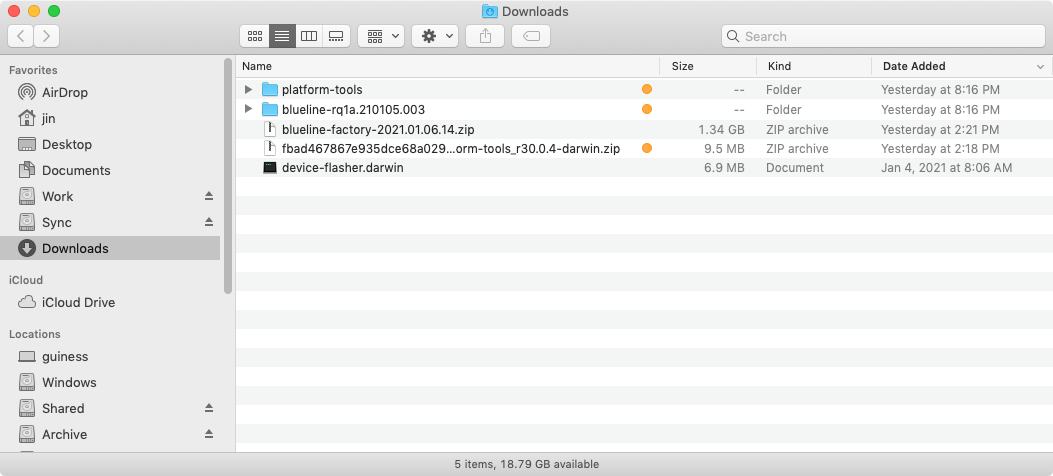 Downloads
Search
Favorites
AirDrop
jin
Desktop
Documents
Work
Sync
Downloads
iCloud
iCloud Drive
Locations
guiness
Windows
Shared
Archive
Name Size Kind Date Added
platform-tools -- Folder Yesterday at 8:16 PM
blueline-rq1a.210105.003 -- Folder Yesterday at 8:16 PM
blueline-factory-2021.01.06.14.zip 1.34 GB ZIP archive Yesterday at 2:21 PM
fbad467867e935dce68a029...orm-tools_r30.0.4-darwin.zip 9.5 MB ZIP archive Yesterday at 2:18 PM
device-flasher.darwin 6.9 MB Document Jan 4, 2021 at 8:06 AM
5 items, 18.79 GB available